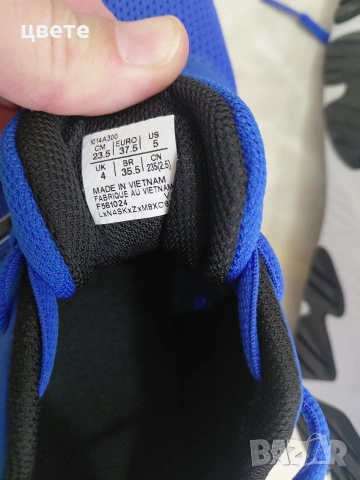 цвете
1014A300
CM EURO US
23.5 37.5 5
UK BR CN
4 35.5 235(2.5)
MADE IN VIETNAM
FABRIQUE AU VIETNAM
F561024
BAZAR